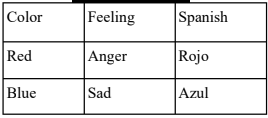 Color Feeling Spanish
Red Anger Rojo
Blue Sad Azul